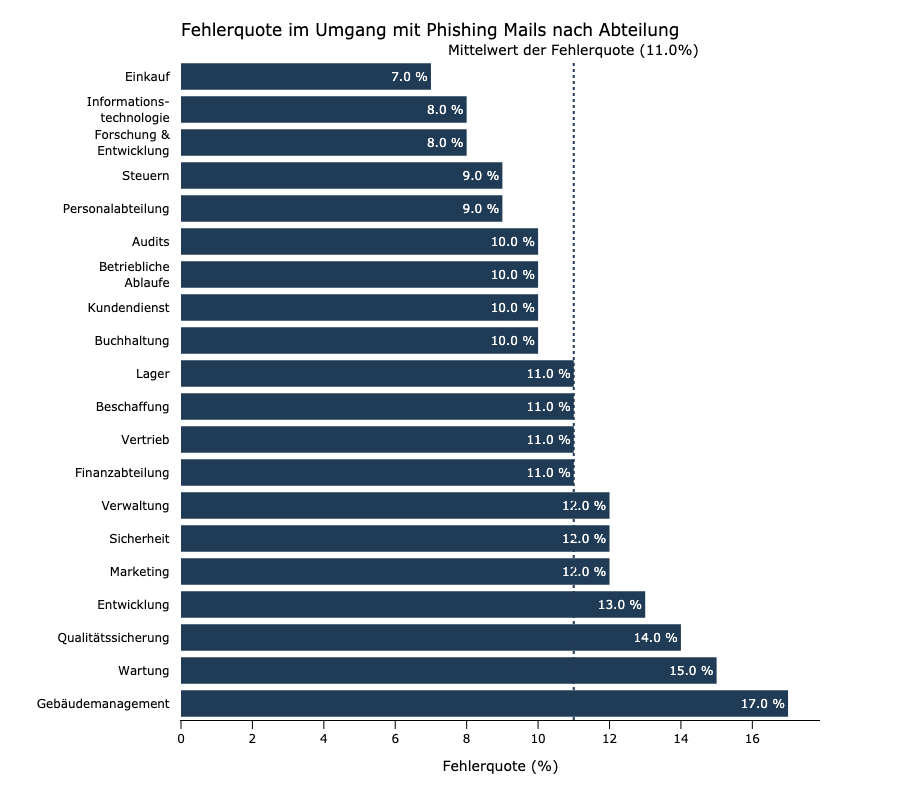 Fehlerquote im Umgang mit Phishing Mails nach Abteilung
Mittelwert der Fehlerquote (11.0%)
Einkauf 7.0 %
Informations-
technologie 8.0 %
Forschung &
Entwicklung 8.0 %
Steuern 9.0 %
Personalabteilung 9.0 %
Audits 10.0 %
Betriebliche
Ablaufe 10.0 %
Kundendienst 10.0 %
Buchhaltung 10.0 %
Lager 11.0 %
Beschaffung 11.0 %
Vertrieb 11.0 %
Finanzabteilung 11.0 %
Verwaltung 12.0 %
Sicherheit 12.0 %
Marketing 12.0 %
Entwicklung 13.0 %
Qualitätssicherung 14.0 %
Wartung 15.0 %
Gebäudemanagement 17.0 %
0 2 4 6 8 10 12 14 16
Fehlerquote (%)